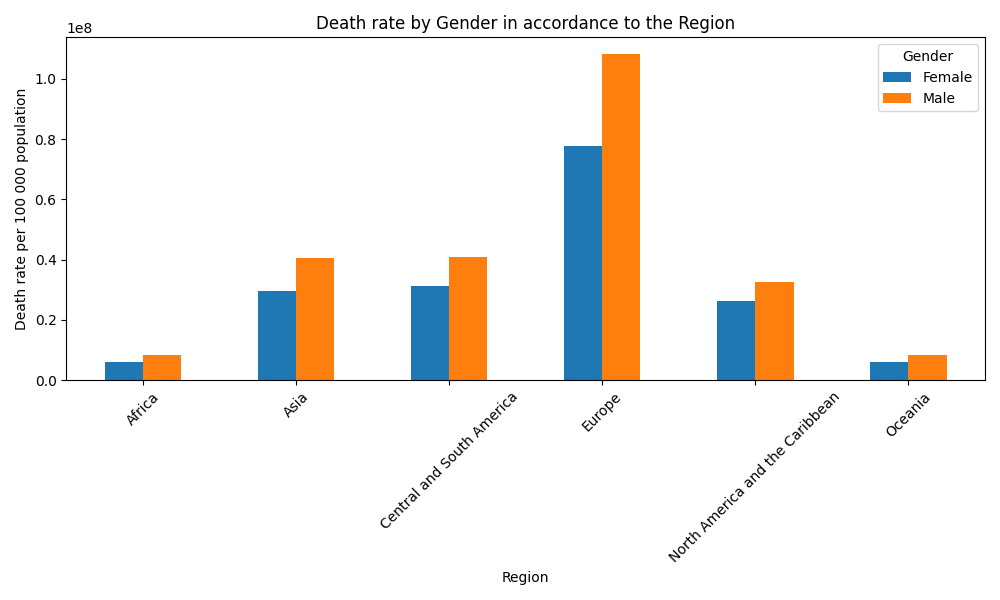 Death rate by Gender in accordance to the Region
1e8
Death rate per 100 000 population
1.0
0.8
0.6
0.4
0.2
0.0
Gender
Female
Male
Africa
Asia
Central and South America
Europe
North America and the Caribbean
Oceania
Region